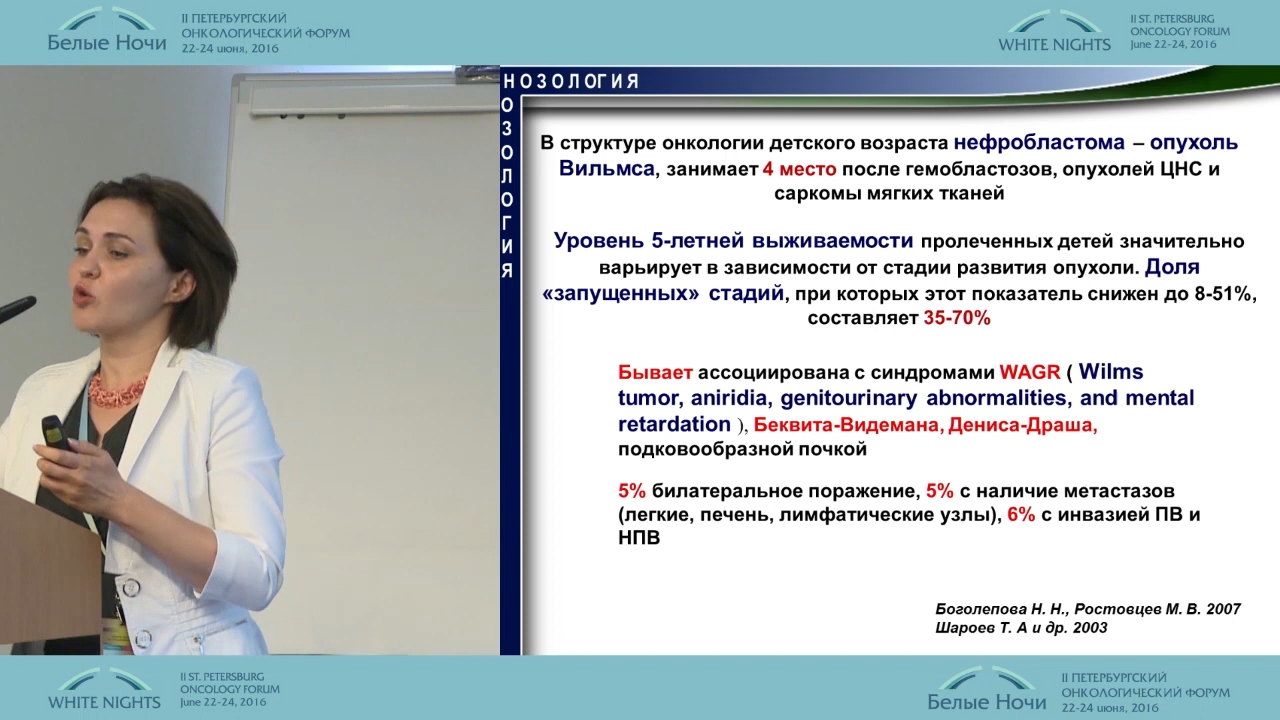 Белые Ночи
II ПЕТЕРБУРГСКИЙ
ОНКОЛОГИЧЕСКИЙ ФОРУМ
22-24 июня, 2016
WHITE NIGHTS
II ST. PETERSBURG
ONCOLOGY FORUM
June 22-24, 2016
НОЗОЛОГИЯ
НОЗОЛОГИЯ
В структуре онкологии детского возраста нефробластома – опухоль
Вильмса, занимает 4 место после гемобластозов, опухолей ЦНС и
саркомы мягких тканей
Уровень 5-летней выживаемости пролеченных детей значительно
варьирует в зависимости от стадии развития опухоли. Доля
«запущенных» стадий, при которых этот показатель снижен до 8-51%,
составляет 35-70%
Бывает ассоциирована с синдромами WAGR ( Wilms
tumor, aniridia, genitourinary abnormalities, and mental
retardation ), Беквита-Видемана, Дениса-Драша,
подковообразной почкой
5% билатеральное поражение, 5% с наличие метастазов
(легкие, печень, лимфатические узлы), 6% с инвазией ПВ и
НПВ
Боголепова Н. Н., Ростовцев М. В. 2007
Шароев Т. А и др. 2003
WHITE NIGHTS
II ST. PETERSBURG
ONCOLOGY FORUM
June 22-24, 2016
Белые Ночи
II ПЕТЕРБУРГСКИЙ
ОНКОЛОГИЧЕСКИЙ ФОРУМ
22-24 июня, 2016